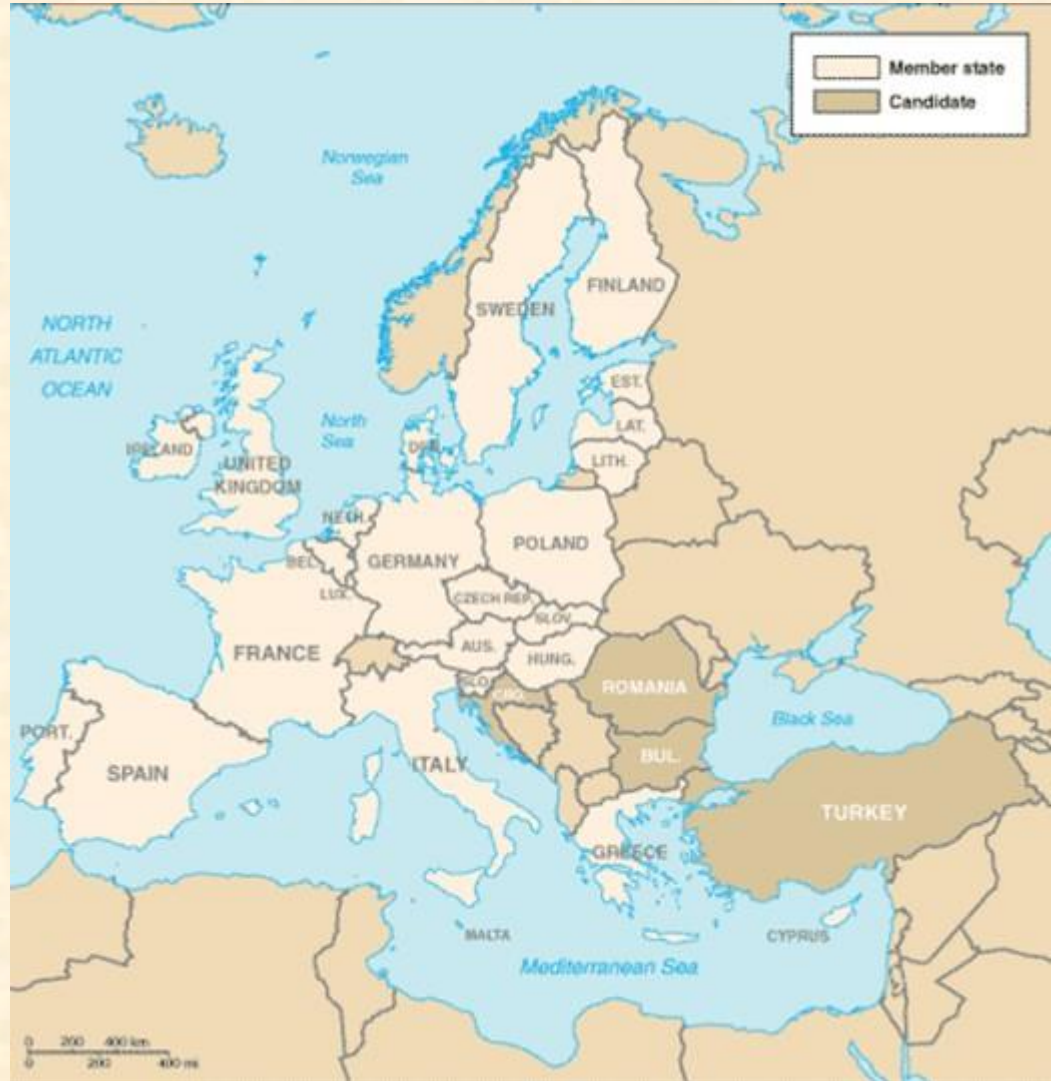 Member state
Candidate
Norwegian
Sea
FINLAND
SWEDEN
NORTH
ATLANTIC
OCEAN
EST.
North
Sea
LAT.
IRELAND
DEN.
LITH.
UNITED
KINGDOM
NETH.
POLAND
BEL.
GERMANY
LUX.
CZECH REP.
SLOV.
FRANCE
AUS.
HUNG.
SLO.
CRO.
ROMANIA
PORT.
Black Sea
SPAIN
ITALY
BUL.
TURKEY
GREECE
MALTA
CYPRUS
Mediterranean Sea
0 200 400 km
0 200 400 mi